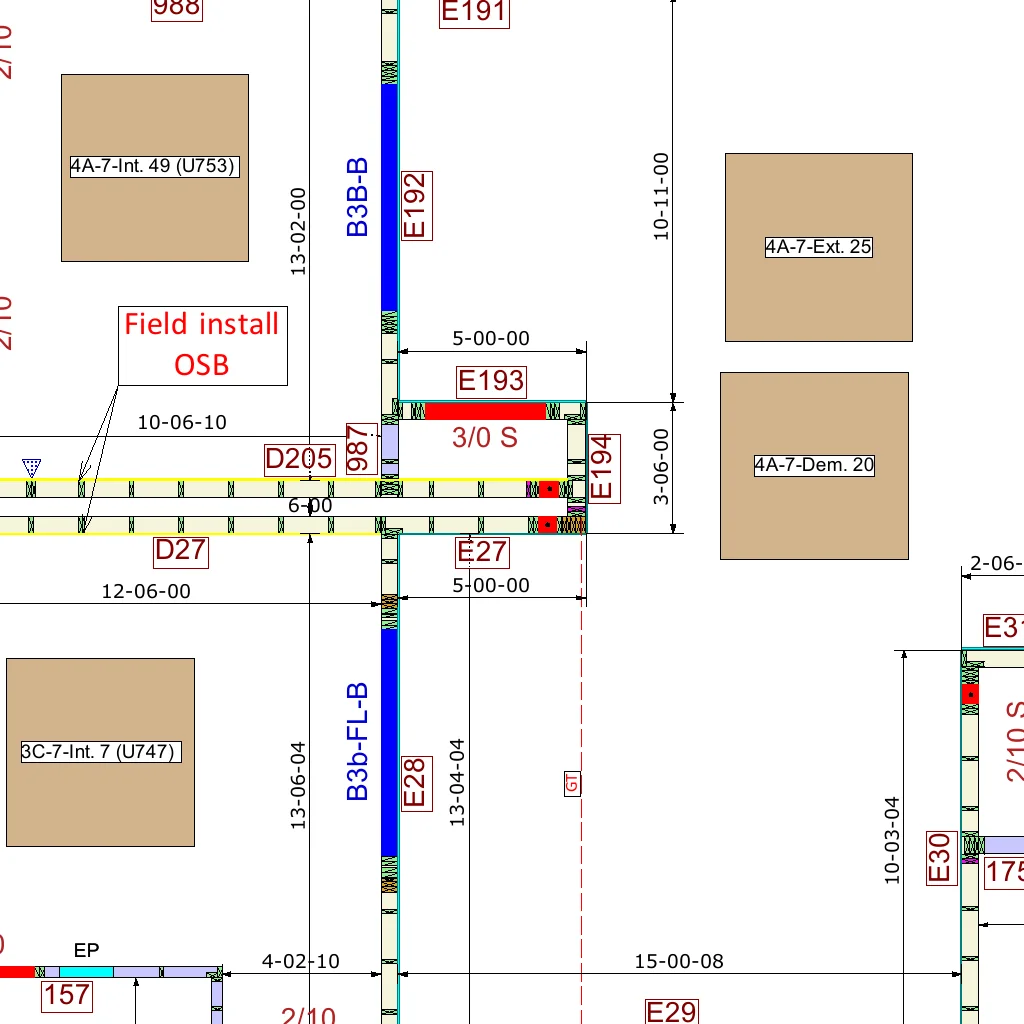 988
E191
2/10
4A-7-Int. 49 (U753)
B3B-B
E192
13-02-00
10-11-00
4A-7-Ext. 25
2/10
Field install
OSB
5-00-00
E193
10-06-10
987
3/0 S
D205
E194
3-06-00
4A-7-Dem. 20
6-00
D27
E27
12-06-00
5-00-00
2-06-
E31
3C-7-Int. 7 (U747)
B3b-FL-B
E28
13-06-04
13-04-04
GT
2/10 S
10-03-04
E30
175
EP
157
4-02-10
15-00-08
2/10
E29